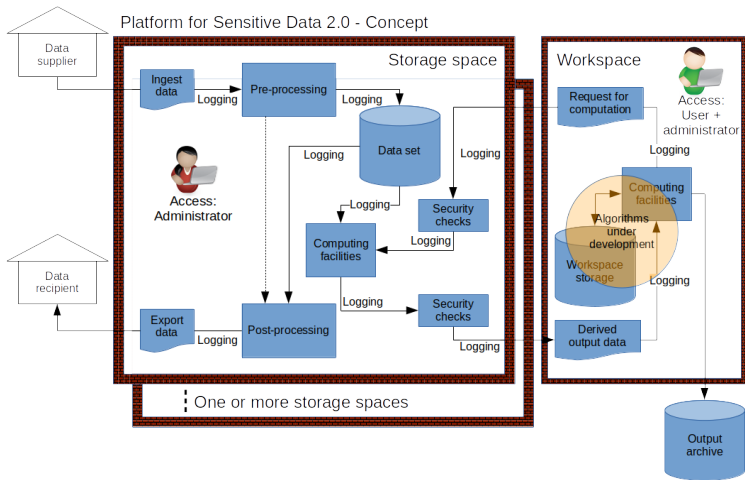 Platform for Sensitive Data 2.0 - Concept
Data
supplier
Storage space
Workspace
Ingest
data
Logging
Pre-processing
Logging
Request for
computation
Access:
User +
administrator
Logging
Data set
Logging
Logging
Logging
Access:
Administrator
Computing
facilities
Security
checks
Logging
Logging
Computing
facilities
Algorithms
under
development
Workspace
storage
Logging
Data
recipient
Export
data
Logging
Post-processing
Logging
Security
checks
Logging
Derived
output data
One or more storage spaces
Output
archive